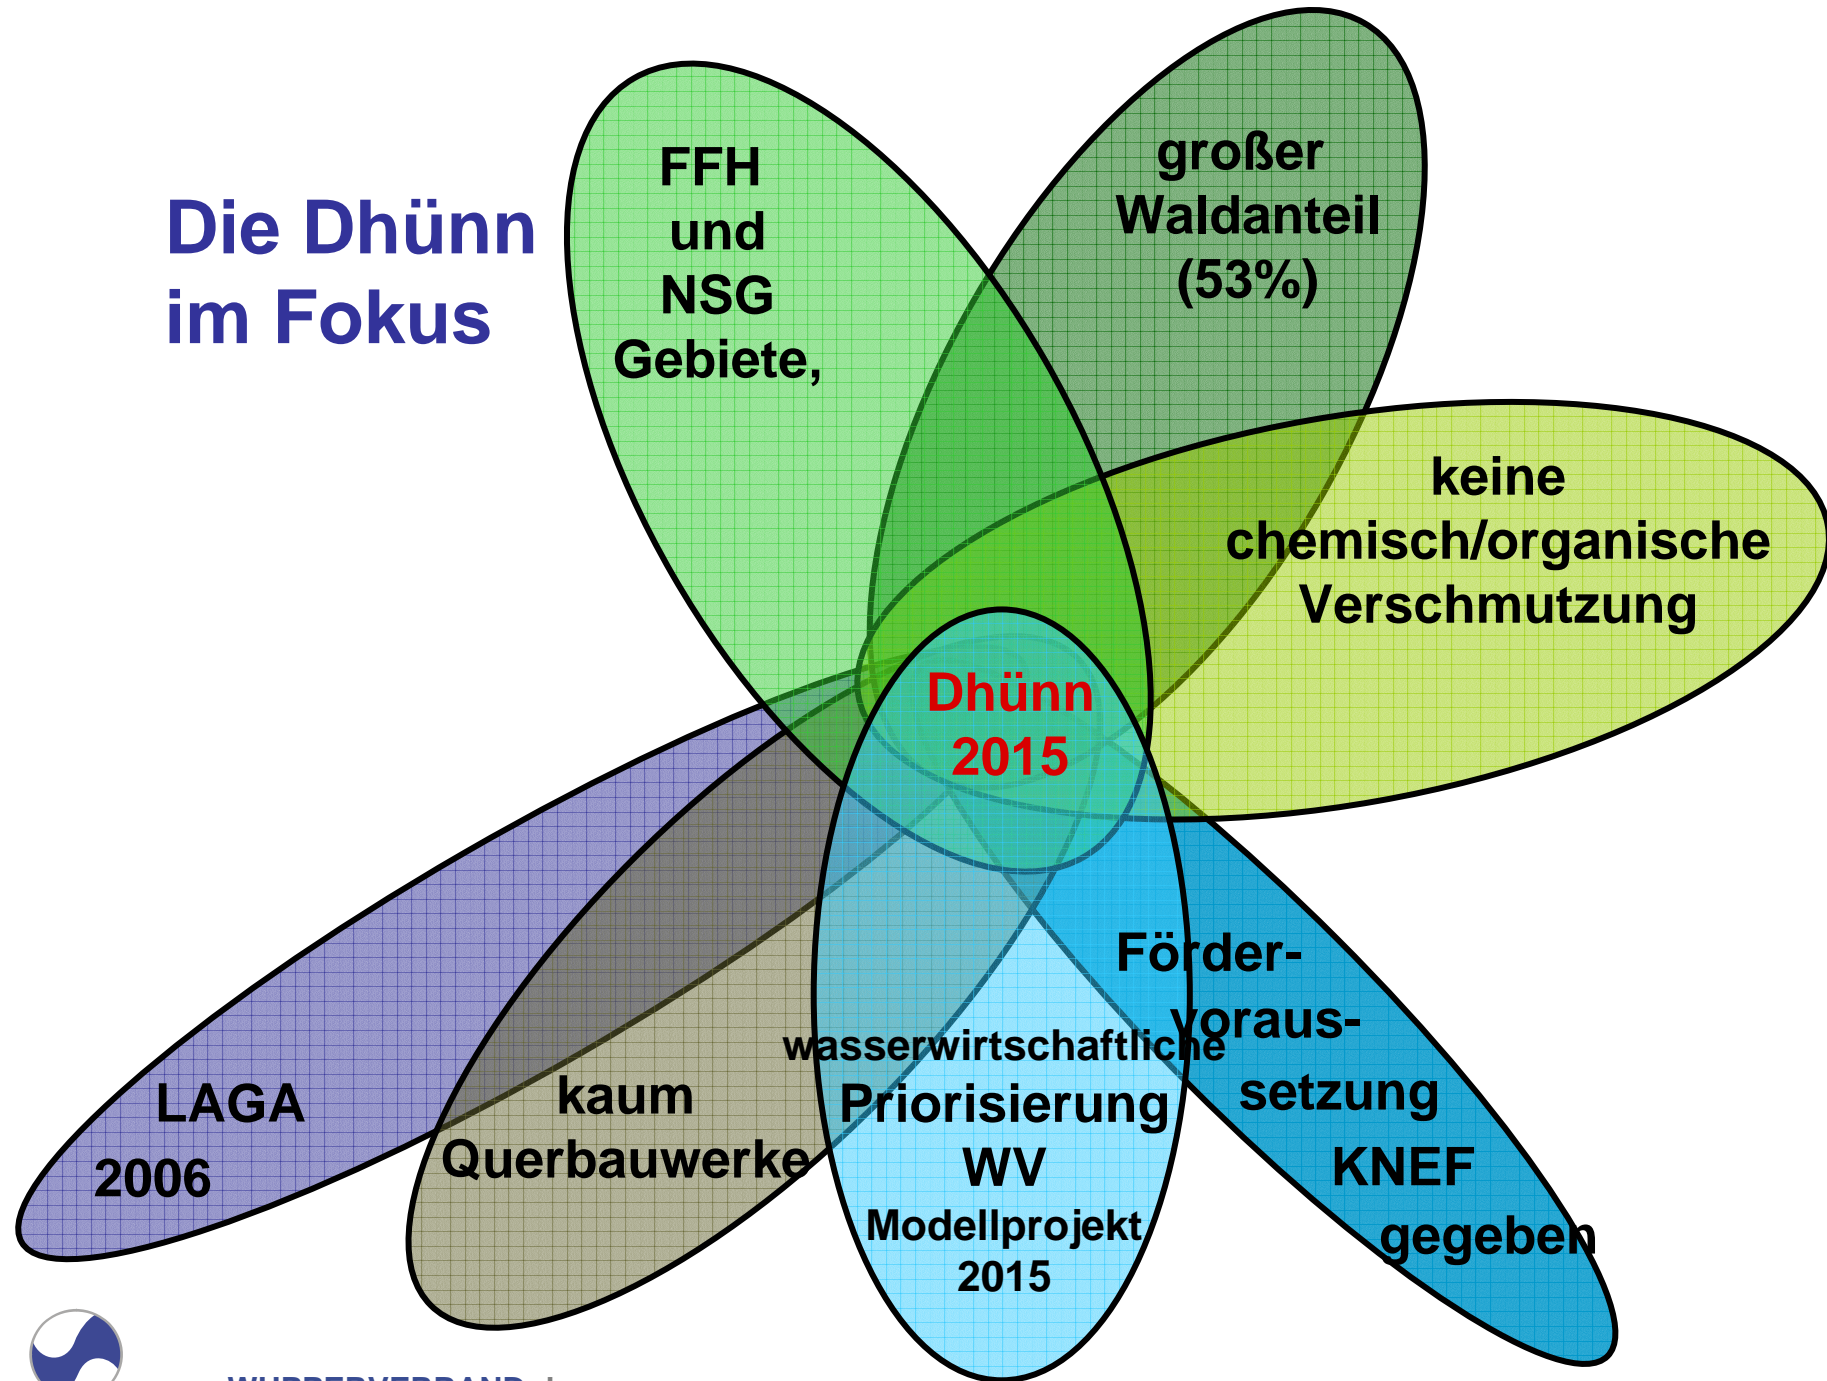 Die Dhünn
im Fokus
FFH
und
NSG
Gebiete,
großer
Waldanteil
(53%)
keine
chemisch/organische
Verschmutzung
Dhünn
2015
LAGA
2006
kaum
Querbauwerke
wasserwirtschaftliche
Priorisierung
WV
Modellprojekt
2015
Förder-
voraus-
setzung
KNEF
gegeben